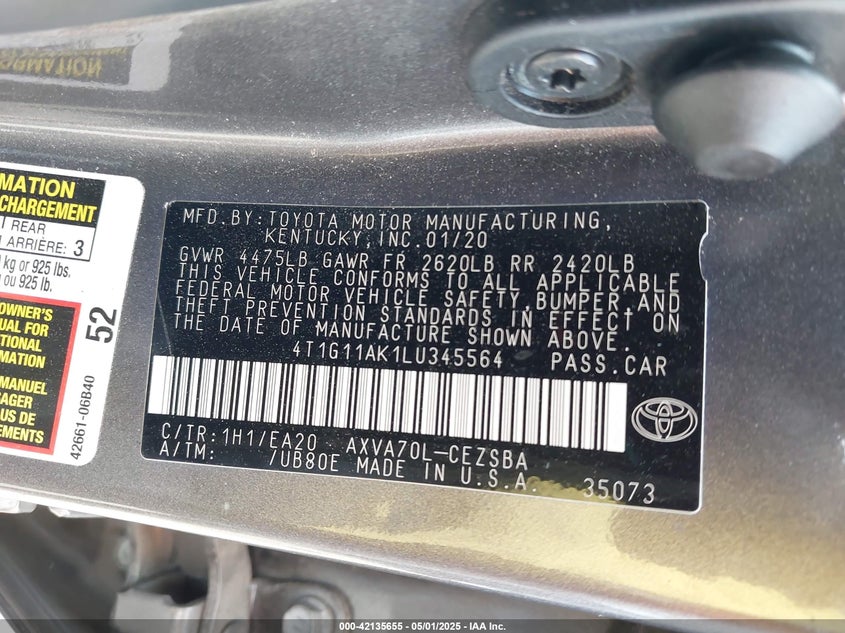 MATION
CHARGEMENT
REAR
ARRIÈRE: 3
kg or 925 lbs.
ou 925 lb.
OWNER'S
UAL FOR
TIONAL
MANUEL
AGER
US DE
52
42661-06B40
MFD. BY: TOYOTA MOTOR MANUFACTURING,
KENTUCKY, INC. 01/20
GVWR 4475LB GAWR FR 2620LB RR 2420LB
THIS VEHICLE CONFORMS TO ALL APPLICABLE
FEDERAL MOTOR VEHICLE SAFETY, BUMPER, AND
THEFT PREVENTION STANDARDS IN EFFECT ON
THE DATE OF MANUFACTURE SHOWN ABOVE.
4T1G11AK1LU345564 PASS. CAR
C/TR: 1H1/EA20 AXVA70L-CEZSBA
A/TM: /UB80E MADE IN U.S.A. 35073
000-42135655 - 05/01/2025 - IAA Inc.